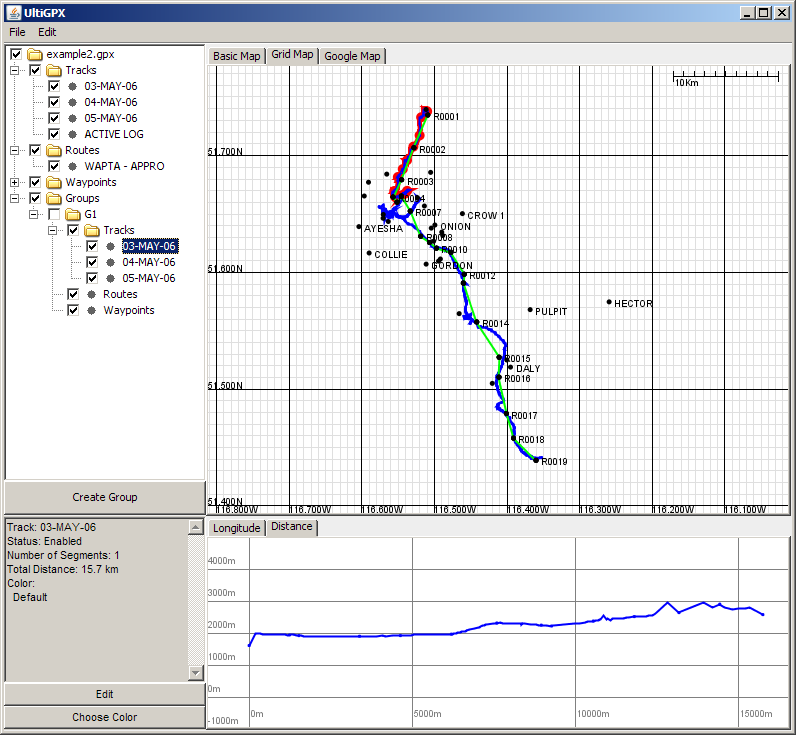 UltiGPX
File Edit
example2.gpx
Tracks
03-MAY-06
04-MAY-06
05-MAY-06
ACTIVE LOG
Routes
WAPTA - APPRO
Waypoints
Groups
G1
Tracks
03-MAY-06
04-MAY-06
05-MAY-06
Routes
Waypoints
Create Group
Track: 03-MAY-06
Status: Enabled
Number of Segments: 1
Total Distance: 15.7 km
Color:
Default
Edit
Choose Color
Basic Map Grid Map Google Map
10Km
R0001
R0002
51.700N
R0003
R0007
CROW 1
AYESHA
ONION
R0008
R0010
COLLIE
GORDON
51.600N
R0012
HECTOR
PULPIT
R0014
R0015
DALY
R0016
51.500N
R0017
R0018
R0019
51.400N
116.800W 116.700W 116.600W 116.500W 116.400W 116.300W 116.200W 116.100W
Longitude Distance
4000m
3000m
2000m
1000m
0m
-1000m
0m 5000m 10000m 15000m